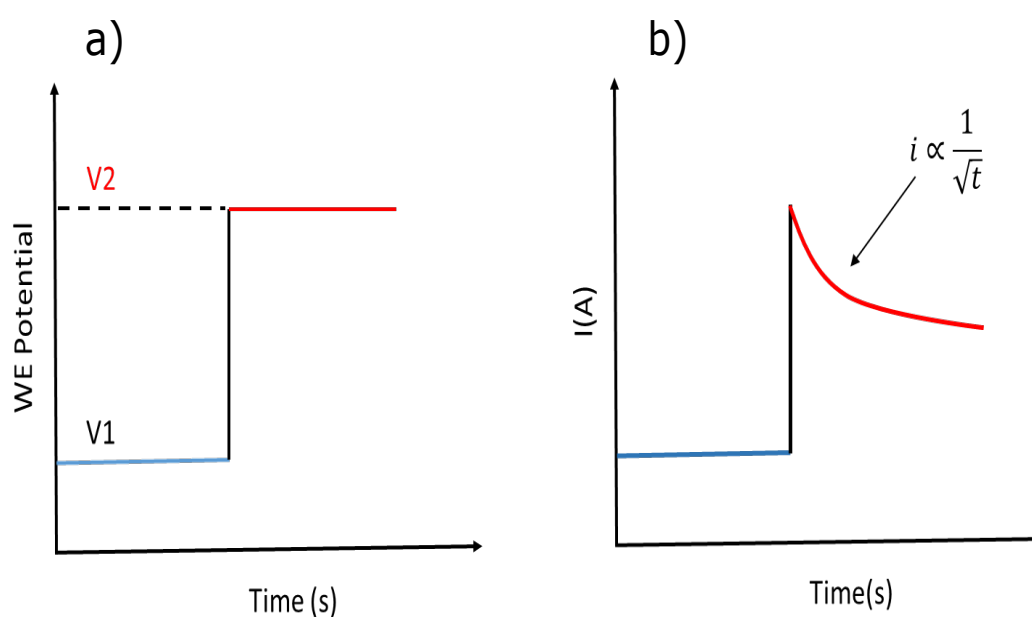 a)
V2
V1
WE Potential
Time (s)
b)
i ∝ 1/√t
I(A)
Time(s)